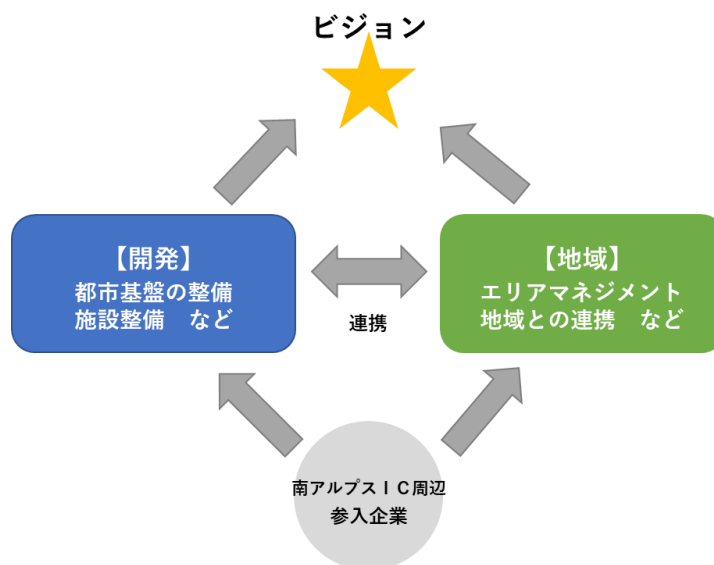 ビジョン
【開発】
都市基盤の整備
施設整備　など
【地域】
エリアマネジメント
地域との連携　など
連携
南アルプスＩＣ周辺
参入企業